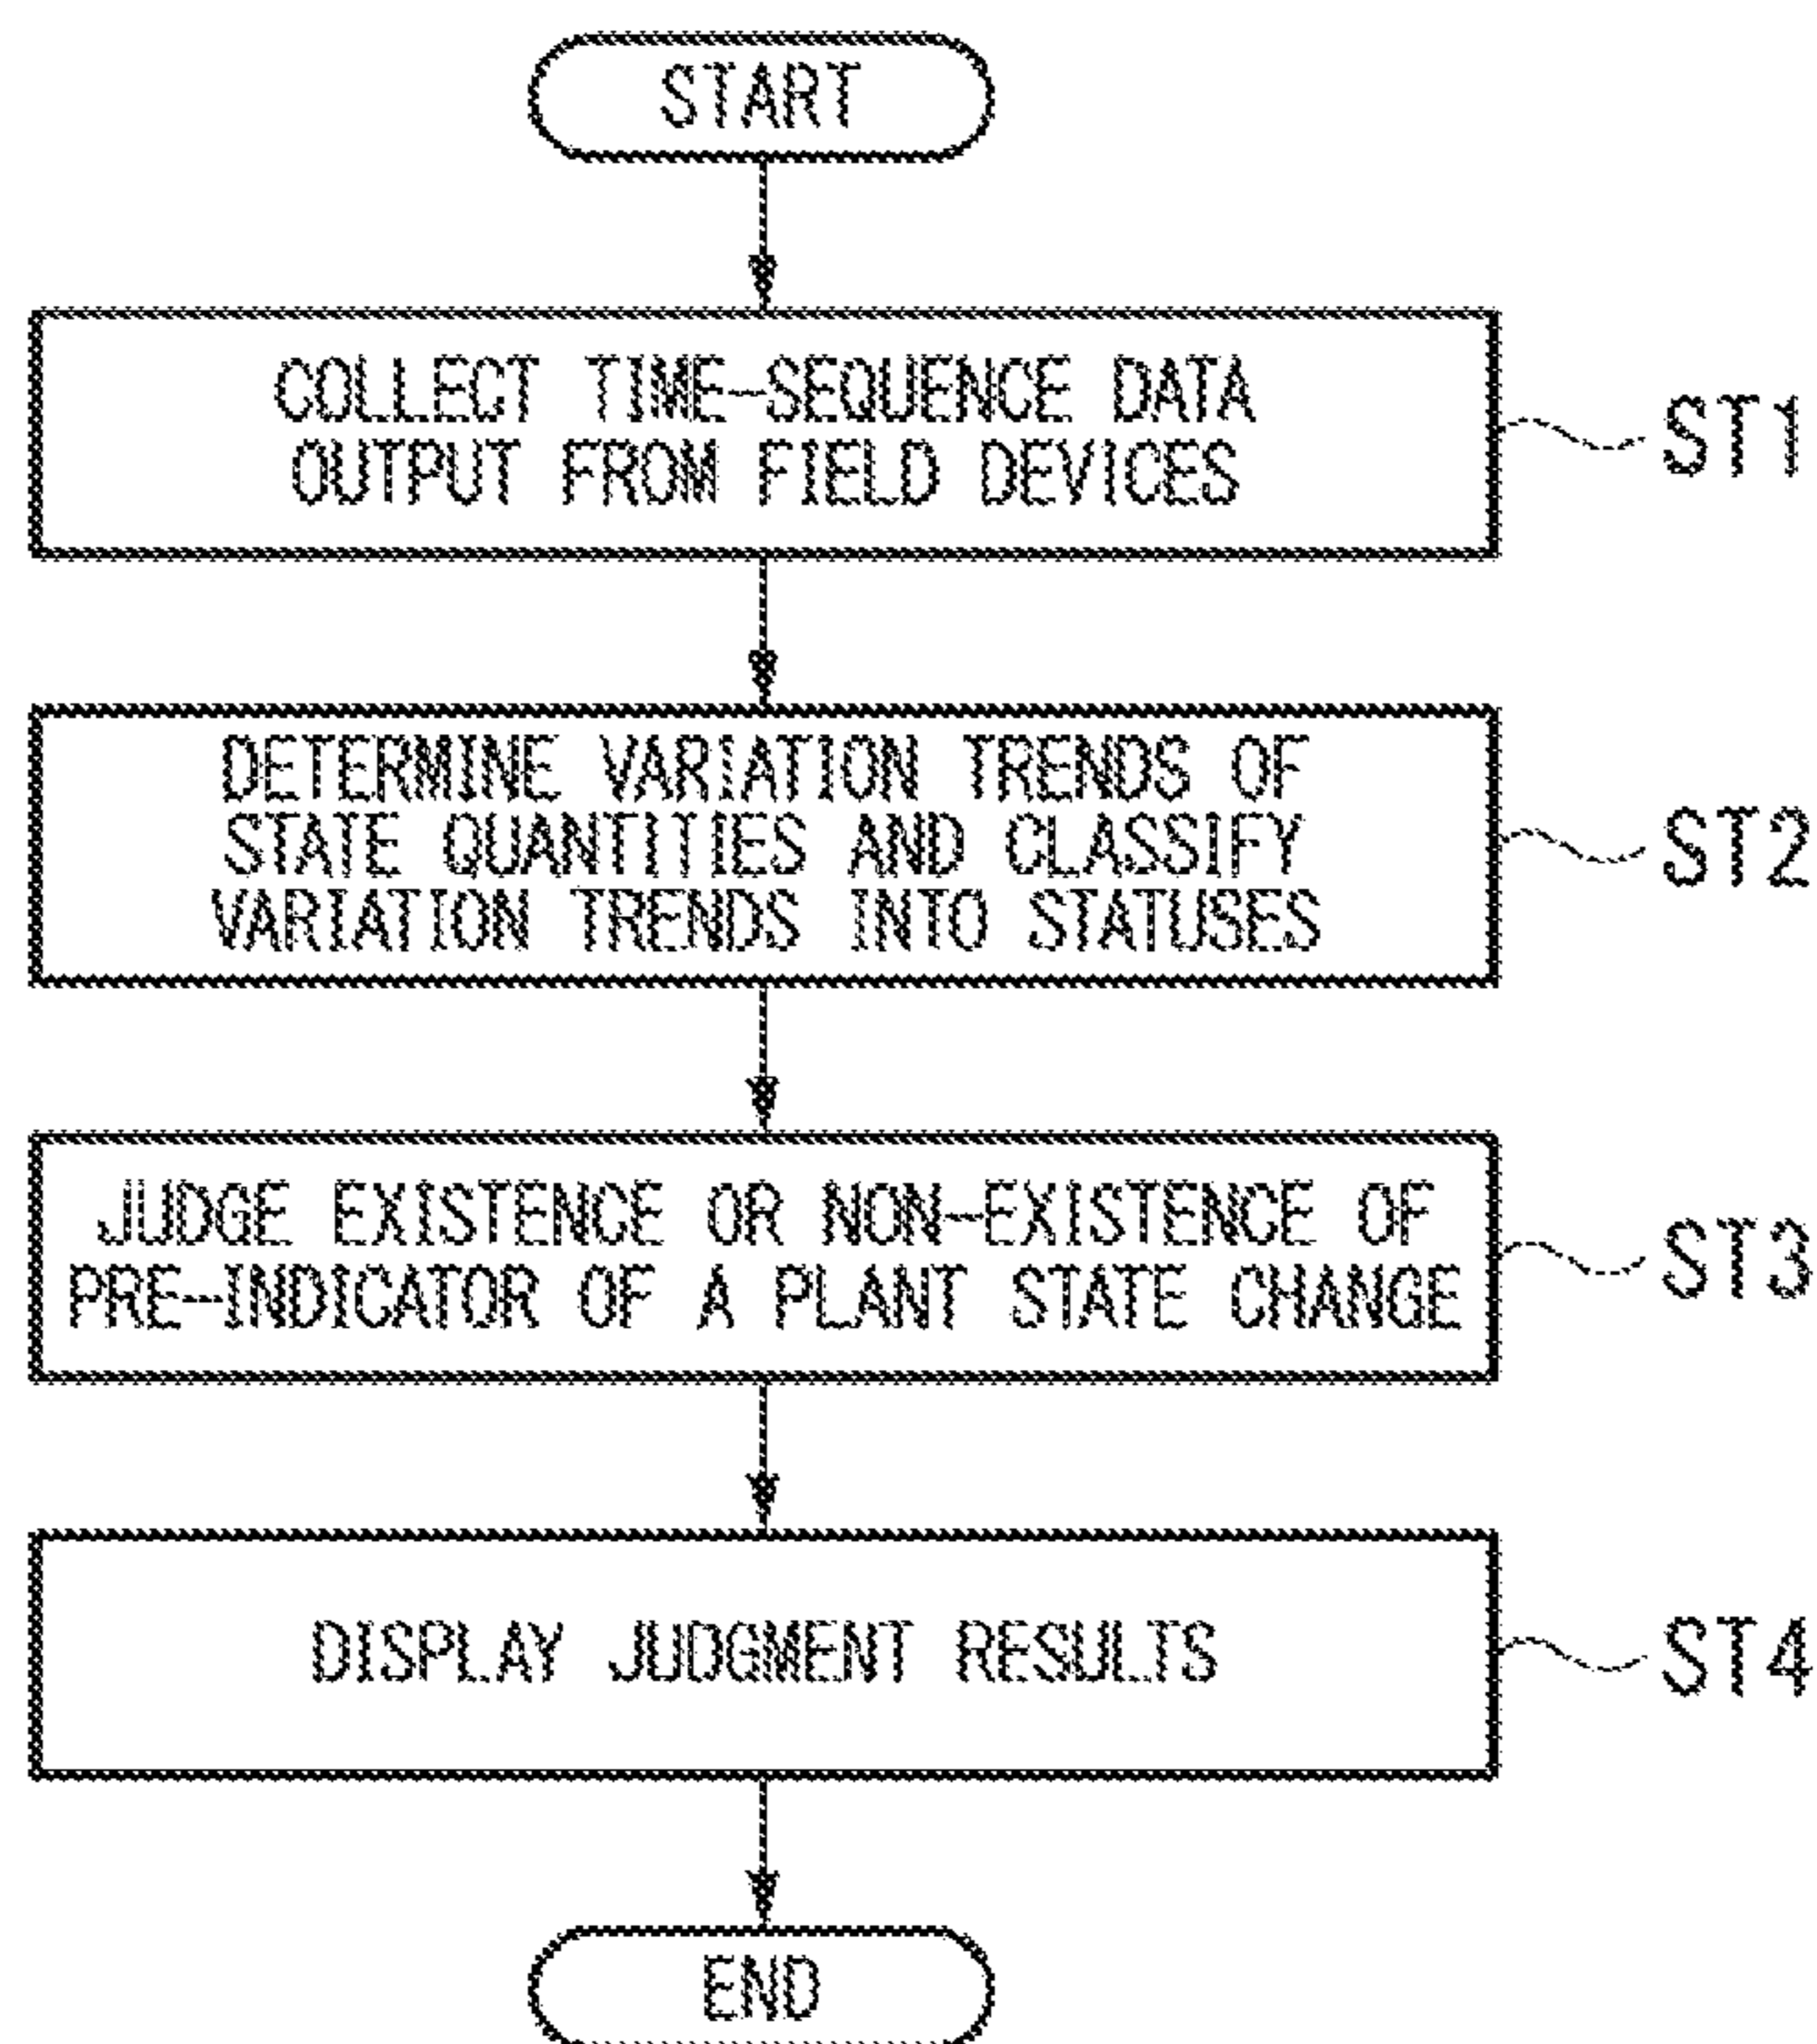 START
COLLECT TIME-SEQUENCE DATA
OUTPUT FROM FIELD DEVICES
ST1
DETERMINE VARIATION TRENDS OF
STATE QUANTITIES AND CLASSIFY
VARIATION TRENDS INTO STATUSES
ST2
JUDGE EXISTENCE OR NON-EXISTENCE OF
PRE-INDICATOR OF A PLANT STATE CHANGE
ST3
DISPLAY JUDGMENT RESULTS
ST4
END